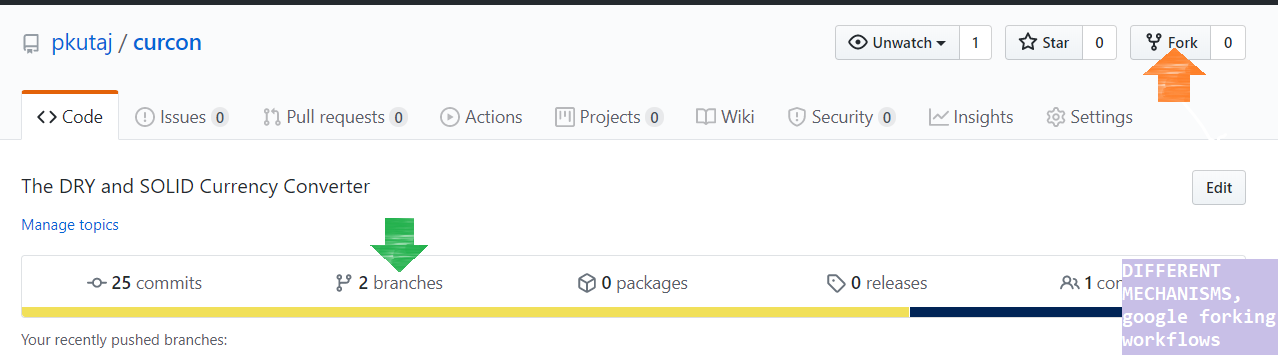 pkutaj / curcon
Unwatch 1 Star 0 Fork 0
Code Issues 0 Pull requests 0 Actions Projects 0 Wiki Security 0 Insights Settings
The DRY and SOLID Currency Converter
Edit
Manage topics
25 commits 2 branches 0 packages 0 releases 1
DIFFERENT
MECHANISMS,
google forking
workflows
Your recently pushed branches: